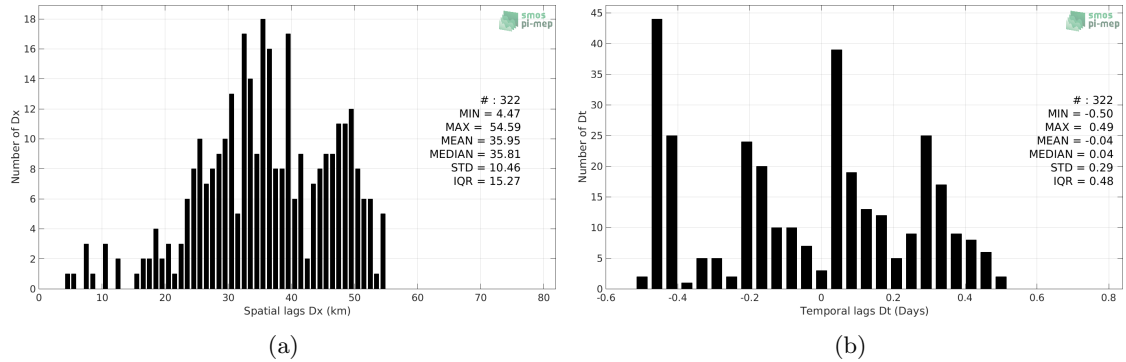 18
16
14
12
10
8
6
4
2
0
Number of Dx
0 10 20 30 40 50 60 70 80
Spatial lags Dx (km)
smos
pi-mep
# : 322
MIN = 4.47
MAX = 54.59
MEAN = 35.95
MEDIAN = 35.81
STD = 10.46
IQR = 15.27
(a)
45
40
35
30
25
20
15
10
5
0
Number of Dt
-0.6 -0.4 -0.2 0 0.2 0.4 0.6 0.8
Temporal lags Dt (Days)
smos
pi-mep
# : 322
MIN = -0.50
MAX = 0.49
MEAN = -0.04
MEDIAN = 0.04
STD = 0.29
IQR = 0.48
(b)